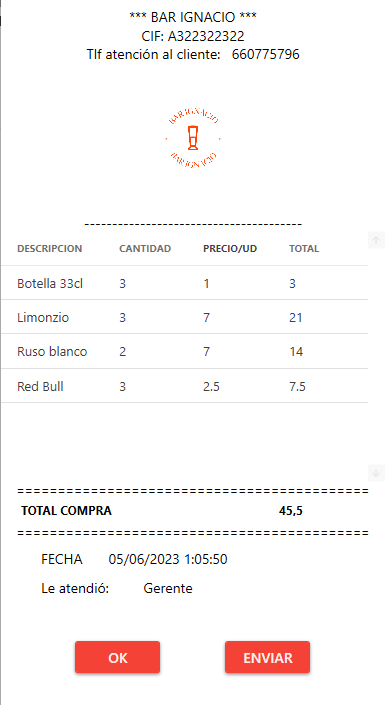 *** BAR IGNACIO ***
CIF: A322322322
Tlf atención al cliente: 660775796
BAR IGNACIO
BAR IGNACIO
----------------------------------------
DESCRIPCION CANTIDAD PRECIO/UD TOTAL
Botella 33cl 3 1 3
Limonzio 3 7 21
Ruso blanco 2 7 14
Red Bull 3 2.5 7.5
============================================
TOTAL COMPRA 45,5
============================================
FECHA 05/06/2023 1:05:50
Le atendió: Gerente
OK ENVIAR